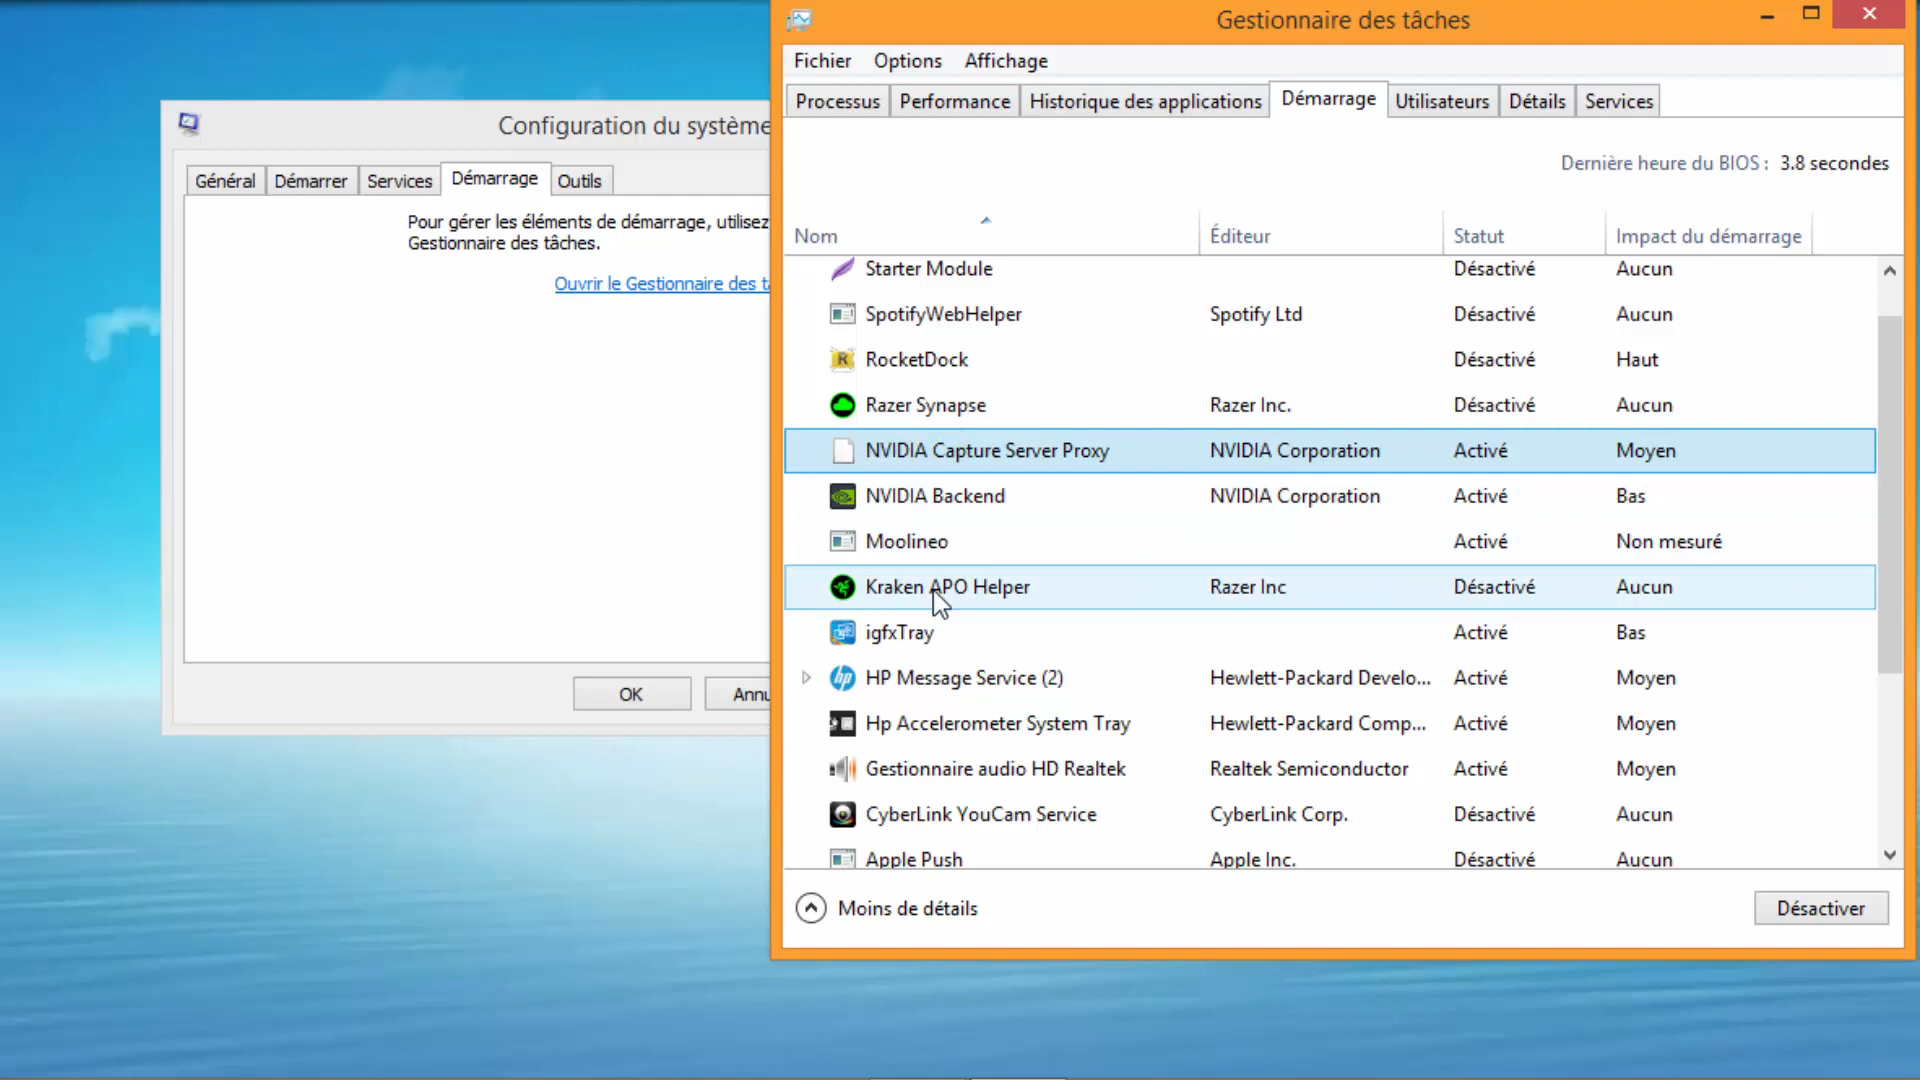 Configuration du système
Général Démarrer Services Démarrage Outils
Pour gérer les éléments de démarrage, utilisez
Gestionnaire des tâches.
Ouvrir le Gestionnaire des
OK
Gestionnaire des tâches
Fichier Options Affichage
Processus Performance Historique des applications Démarrage Utilisateurs Détails Services
Dernière heure du BIOS : 3.8 secondes
Nom Éditeur Statut Impact du démarrage
Starter Module Désactivé Aucun
SpotifyWebHelper Spotify Ltd Désactivé Aucun
RocketDock Désactivé Haut
Razer Synapse Razer Inc. Désactivé Aucun
NVIDIA Capture Server Proxy NVIDIA Corporation Activé Moyen
NVIDIA Backend NVIDIA Corporation Activé Bas
Moolineo Activé Non mesuré
Kraken APO Helper Razer Inc Désactivé Aucun
igfxTray Activé Bas
HP Message Service (2) Hewlett-Packard Develo... Activé Moyen
Hp Accelerometer System Tray Hewlett-Packard Comp... Activé Moyen
Gestionnaire audio HD Realtek Realtek Semiconductor Activé Moyen
CyberLink YouCam Service CyberLink Corp. Désactivé Aucun
Apple Push Apple Inc. Désactivé Aucun
Moins de détails
Désactiver